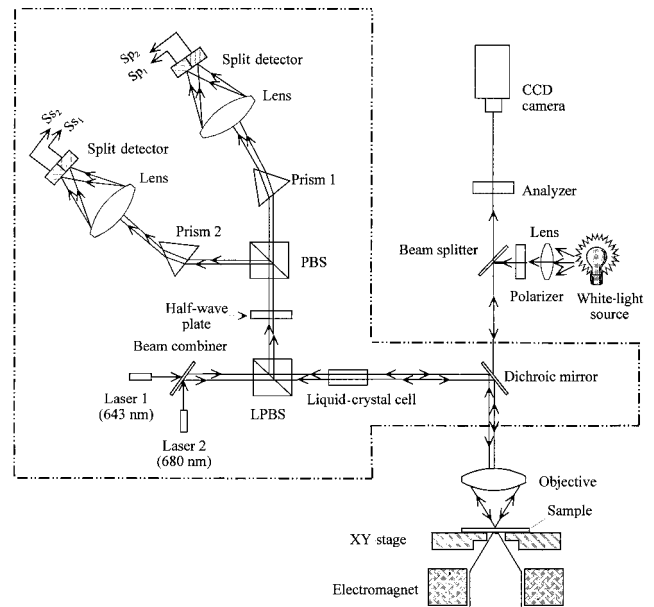 Sp₂
Sp₁
Split detector
Lens
Ss₂
Ss₁
Split detector
Lens
Prism 1
Prism 2
PBS
Half-wave
plate
Beam combiner
Laser 1
(643 nm)
LPBS
Liquid-crystal cell
Laser 2
(680 nm)
CCD
camera
Analyzer
Beam splitter
Lens
Polarizer
White-light
source
Dichroic mirror
Objective
Sample
XY stage
Electromagnet